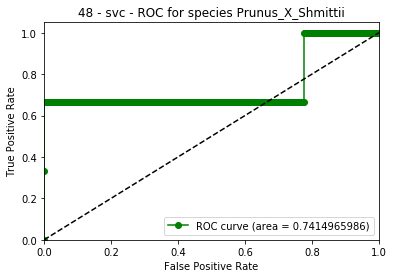 48 - svc - ROC for species Prunus_X_Shmittii
True Positive Rate
1.0
0.8
0.6
0.4
0.2
0.0
ROC curve (area = 0.7414965986)
0.0 0.2 0.4 0.6 0.8 1.0
False Positive Rate